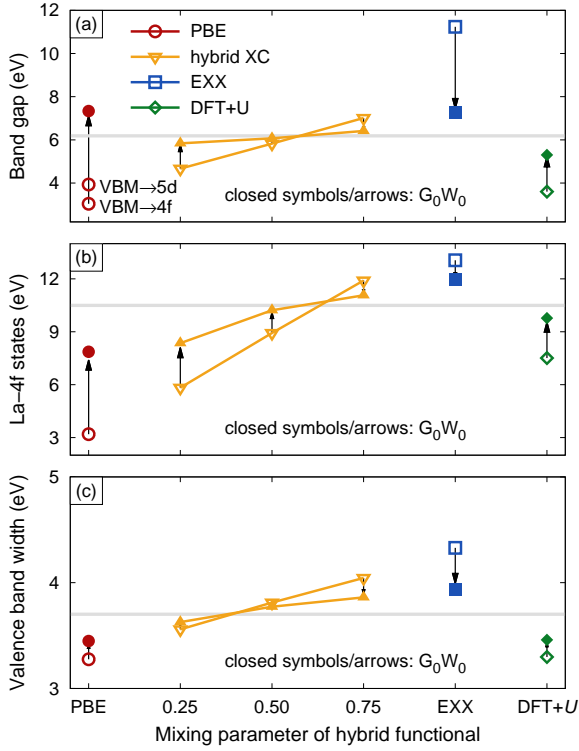 (a)
PBE
hybrid XC
EXX
DFT+U
12
10
8
6
4
Band gap (eV)
VBM→5d
VBM→4f
closed symbols/arrows: G₀W₀
(b)
12
9
6
3
La–4f states (eV)
closed symbols/arrows: G₀W₀
(c)
5
4
3
Valence band width (eV)
closed symbols/arrows: G₀W₀
PBE 0.25 0.50 0.75 EXX DFT+U
Mixing parameter of hybrid functional